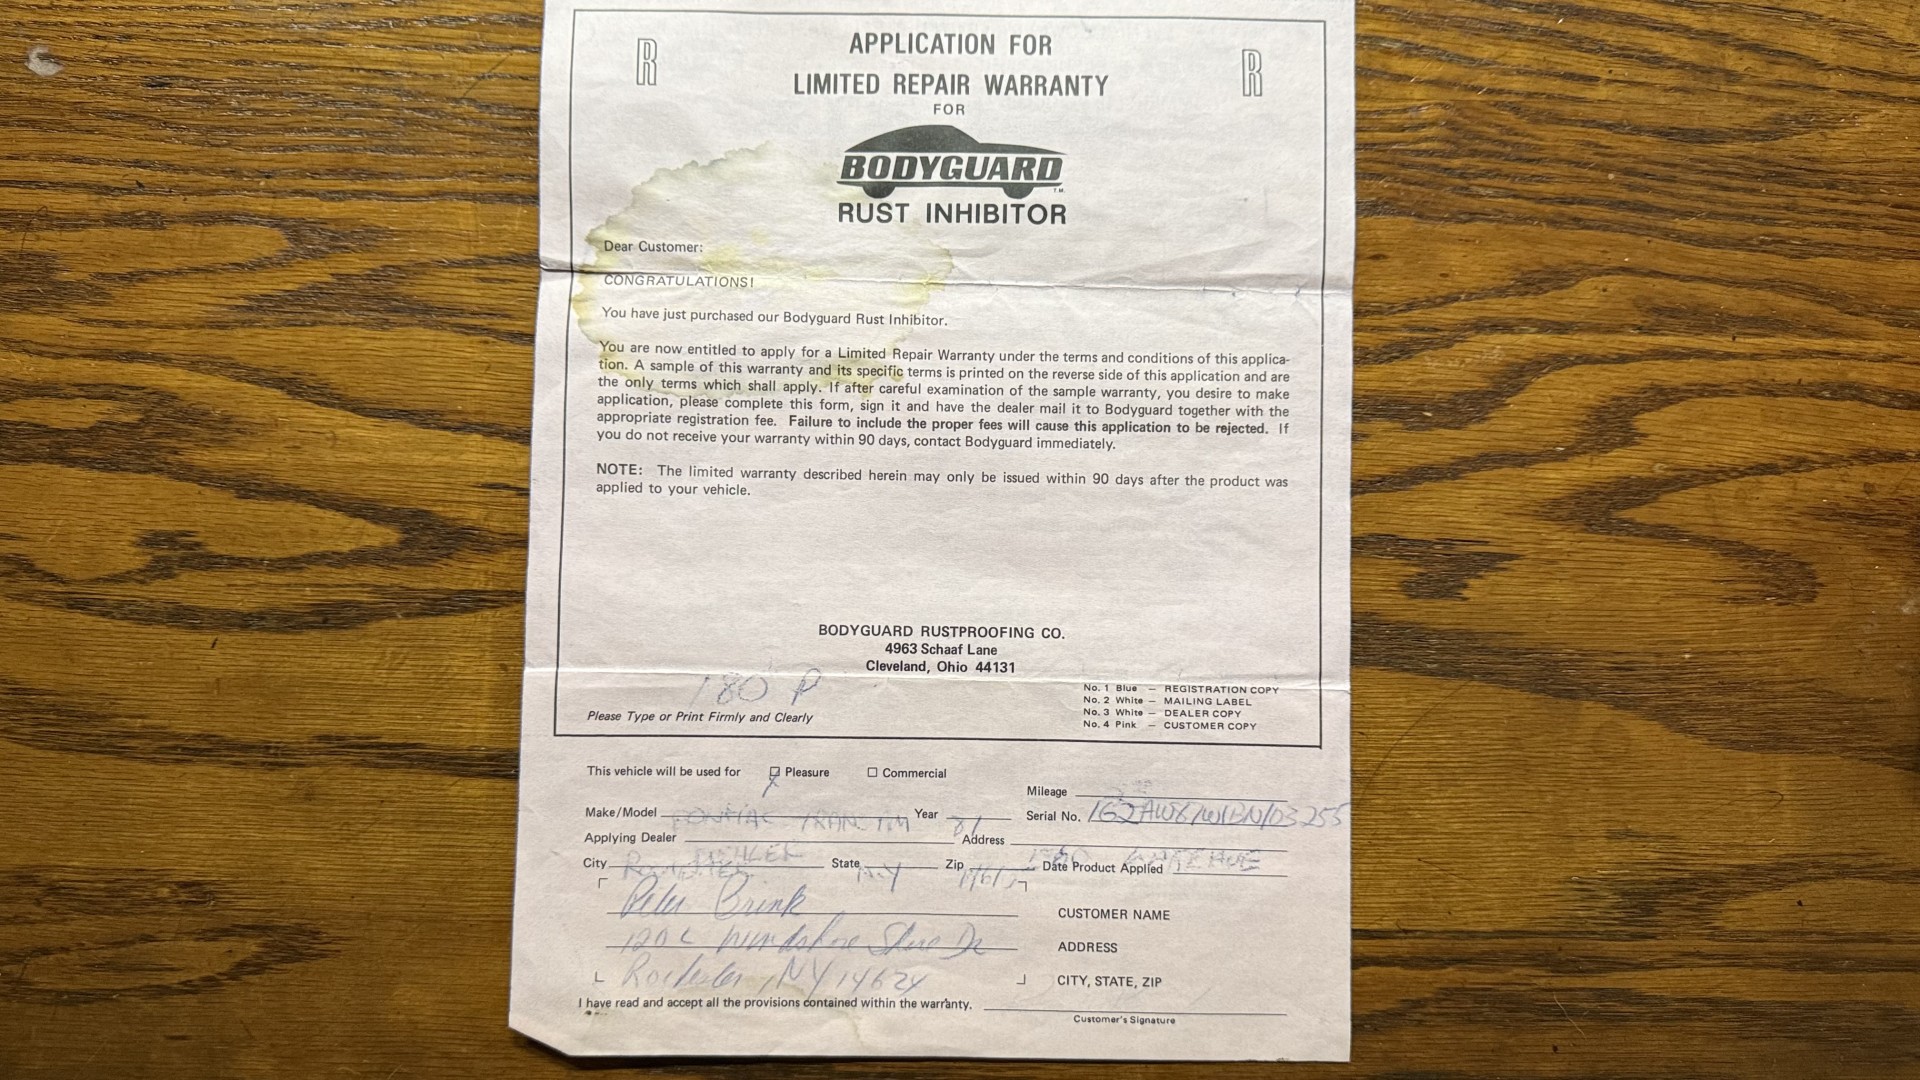 R
APPLICATION FOR
R
LIMITED REPAIR WARRANTY
FOR
BODYGUARD
T.M.
RUST INHIBITOR
Dear Customer:
CONGRATULATIONS!
You have just purchased our Bodyguard Rust Inhibitor.
You are now entitled to apply for a Limited Repair Warranty under the terms and conditions of this applica-
tion. A sample of this warranty and its specific terms is printed on the reverse side of this application and are
the only terms which shall apply. If after careful examination of the sample warranty, you desire to make
application, please complete this form, sign it and have the dealer mail it to Bodyguard together with the
appropriate registration fee. Failure to include the proper fees will cause this application to be rejected. If
you do not receive your warranty within 90 days, contact Bodyguard immediately.
NOTE: The limited warranty described herein may only be issued within 90 days after the product was
applied to your vehicle.
BODYGUARD RUSTPROOFING CO.
4963 Schaaf Lane
Cleveland, Ohio 44131
180 P
No. 1 Blue — REGISTRATION COPY
No. 2 White — MAILING LABEL
No. 3 White — DEALER COPY
No. 4 Pink — CUSTOMER COPY
Please Type or Print Firmly and Clearly
This vehicle will be used for Pleasure Commercial
Mileage
Make/Model PONTIAC TRANS AM Year 81 Serial No.
Applying Dealer Address
City State NY Zip Date Product Applied
Peter Brink CUSTOMER NAME
Shore Dr ADDRESS
Rochester, NY 14624 CITY, STATE, ZIP
I have read and accept all the provisions contained within the warranty.
Customer's Signature